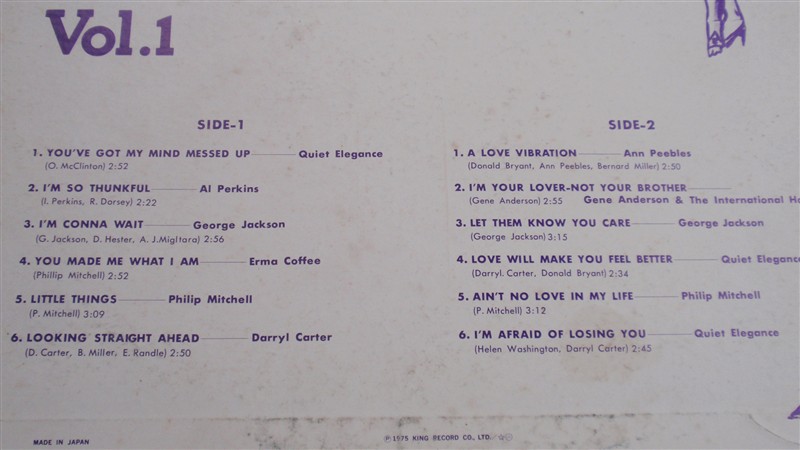 Vol.1
SIDE-1
1. YOU'VE GOT MY MIND MESSED UP Quiet Elegance
(O. McClinton) 2:52
2. I'M SO THUNKFUL Al Perkins
(I. Perkins, R. Dorsey) 2:22
3. I'M CONNA WAIT George Jackson
(G. Jackson, D. Hester, A. J.Migltara) 2:56
4. YOU MADE ME WHAT I AM Erma Coffee
(Phillip Mitchell) 2:52
5. LITTLE THINGS Philip Mitchell
(P. Mitchell) 3:09
6. LOOKING STRAIGHT AHEAD Darryl Carter
(D. Carter, B. Miller, E. Randle) 2:50
SIDE-2
1. A LOVE VIBRATION Ann Peebles
(Donald Bryant, Ann Peebles, Bernard Miller) 2:50
2. I'M YOUR LOVER-NOT YOUR BROTHER
(Gene Anderson) 2:55 Gene Anderson & The International Ho
3. LET THEM KNOW YOU CARE George Jackson
(George Jackson) 3:15
4. LOVE WILL MAKE YOU FEEL BETTER Quiet Elegance
(Darryl. Carter, Donald Bryant) 2:34
5. AIN'T NO LOVE IN MY LIFE Philip Mitchell
(P. Mitchell) 3:12
6. I'M AFRAID OF LOSING YOU Quiet Elegance
(Helen Washington, Darryl Carter) 2:45
MADE IN JAPAN
Ⓟ 1975 KING RECORD CO., LTD.